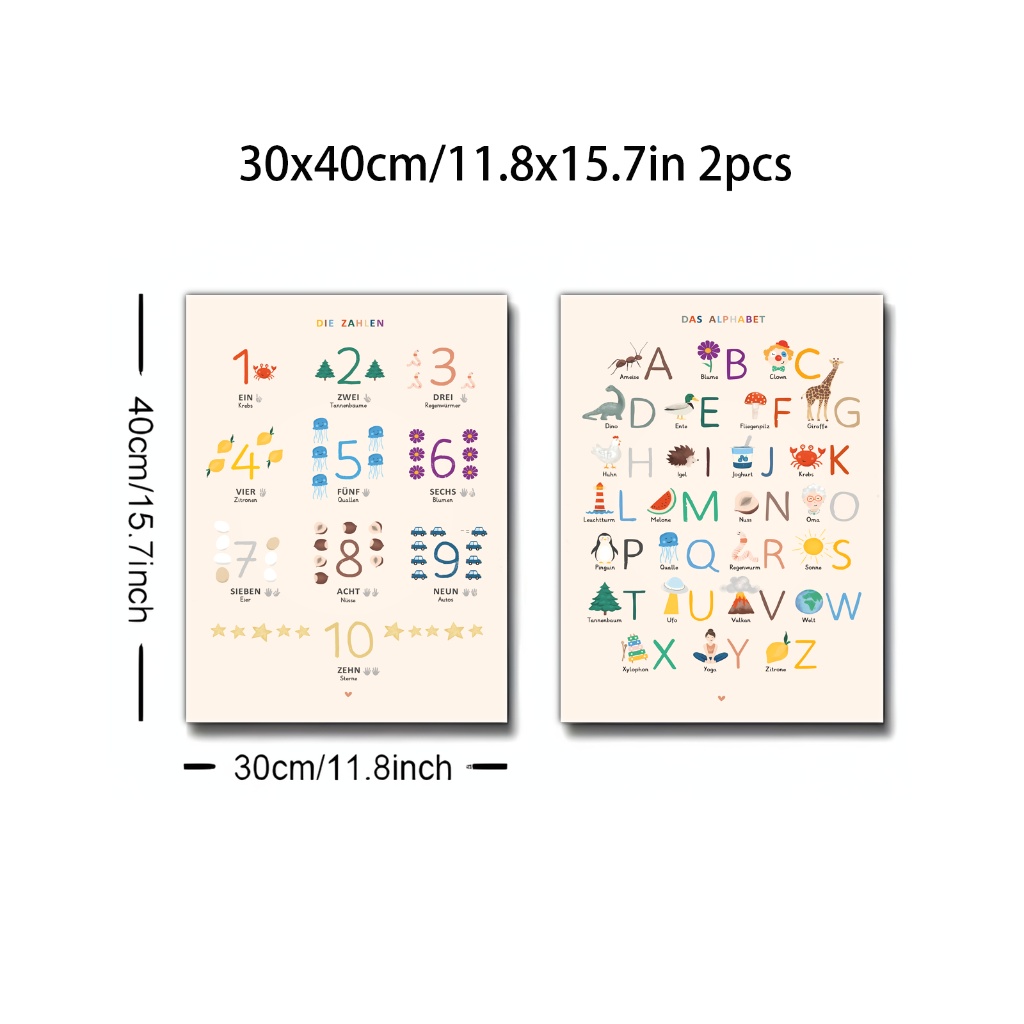 30x40cm/11.8x15.7in 2pcs
40cm/15.7inch
DIE ZAHLEN
1 2 3
EIN ZWEI DREI
Krebs Tannenbäume Regenwürmer
4 5 6
VIER FÜNF SECHS
Zitronen Quallen Blumen
7 8 9
SIEBEN ACHT NEUN
Eier Nüsse Autos
10
ZEHN
Sterne
30cm/11.8inch
DAS ALPHABET
A B C
Ameise Blume Clown
D E F G
Dino Ente Fliegenpilz Giraffe
H I J K
Huhn Igel Joghurt Krebs
L M N O
Leuchtturm Melone Nuss Oma
P Q R S
Pinguin Qualle Regenwurm Sonne
T U V W
Tannenbaum Ufo Vulkan Welt
X Y Z
Xylophon Yoga Zitrone